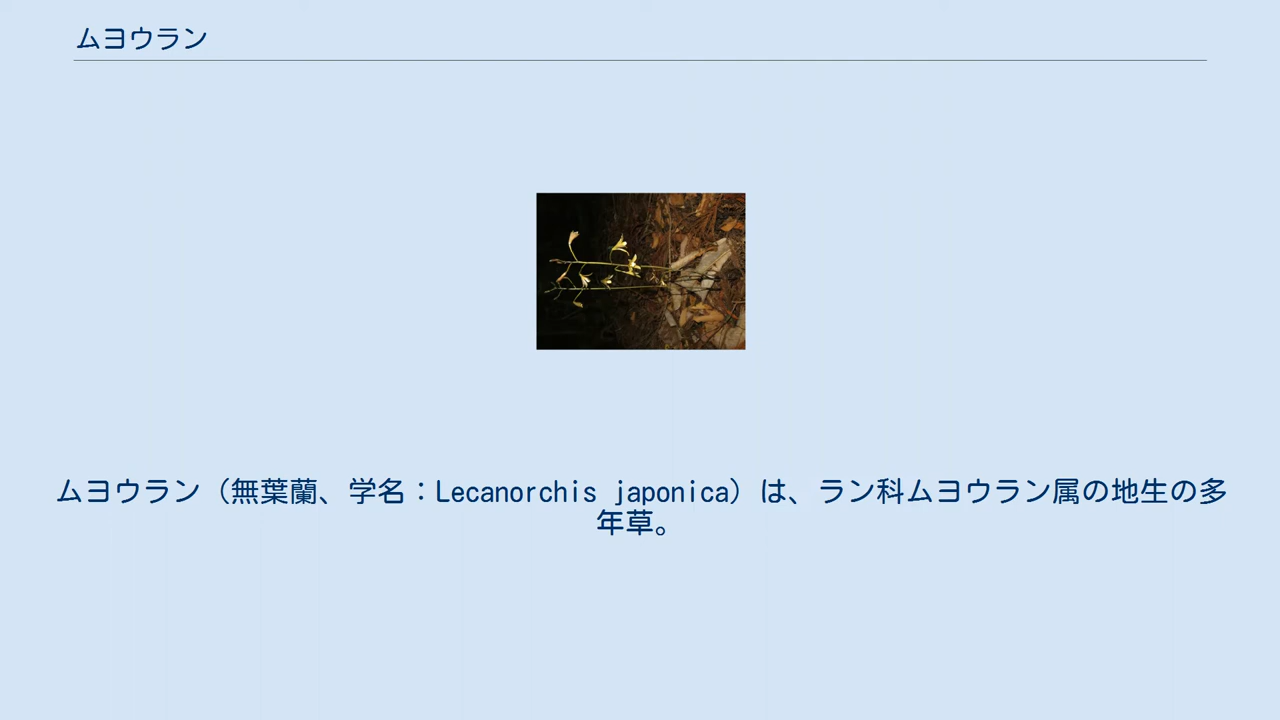 ムヨウラン
ムヨウラン（無葉蘭、学名：Lecanorchis japonica）は、ラン科ムヨウラン属の地生の多
年草。